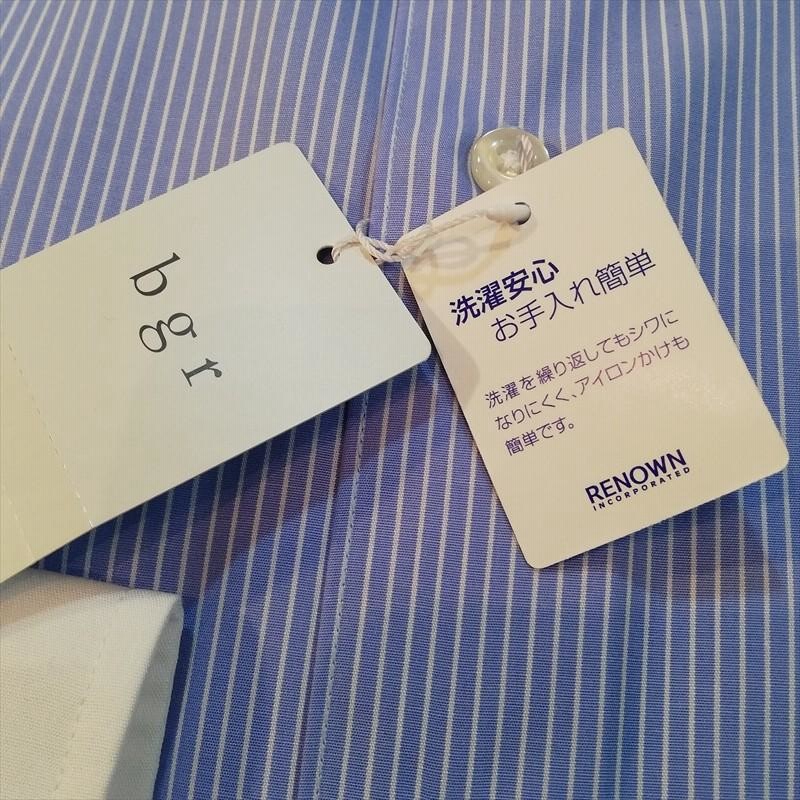 bgr
洗濯安心
お手入れ簡単
洗濯を繰り返してもシワに
なりにくく、アイロンかけも
簡単です。
RENOWN
INCORPORATED